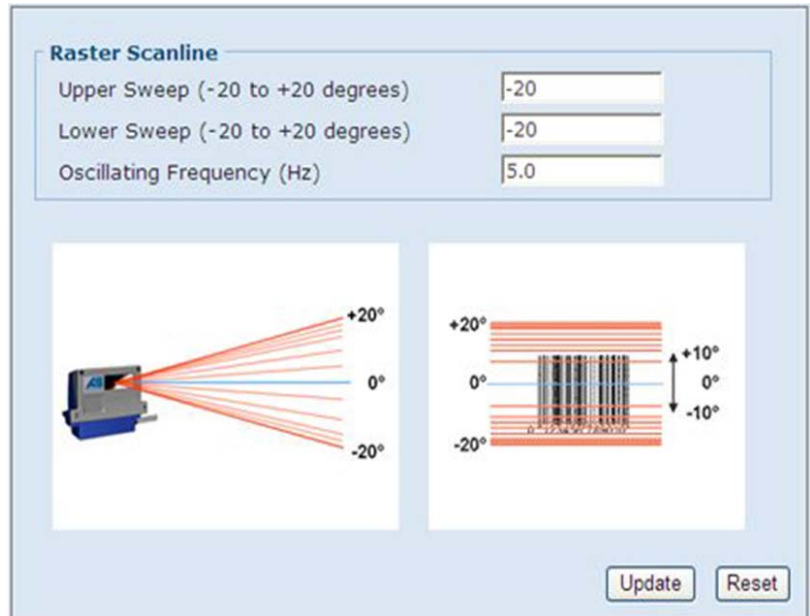 Raster Scanline
Upper Sweep (-20 to +20 degrees)
-20
Lower Sweep (-20 to +20 degrees)
-20
Oscillating Frequency (Hz)
5.0
+20°
0°
-20°
+20°
0°
-20°
+10°
0°
-10°
Update
Reset